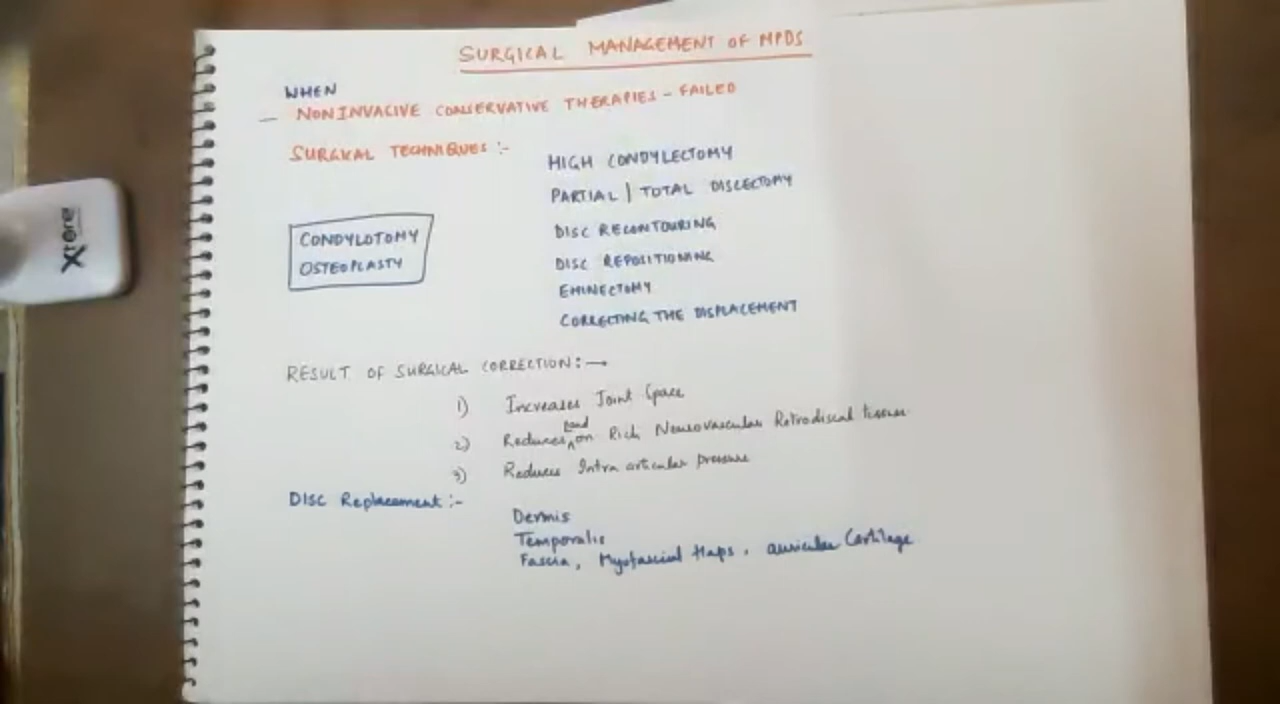 SURGICAL MANAGEMENT OF MPDS
WHEN
- NONINVACIVE CONSERVATIVE THERAPIES - FAILED
SURGICAL TECHNIQUES :-
HIGH CONDYLECTOMY
PARTIAL | TOTAL DISCECTOMY
CONDYLOTOMY
OSTEOPLASTY
DISC RECONTOURING
DISC REPOSITIONING
EMINECTOMY
CORRECTING THE DISPLACEMENT
RESULT OF SURGICAL CORRECTION : →
1) Increases Joint Space
2) Reduces load on Rich Neurovascular Retrodiscal tissue
3) Reduces Intra articular pressure
DISC Replacement :-
Dermis
Temporalis
Fascia, Myofascial flaps, auricular Cartilage
Xtore